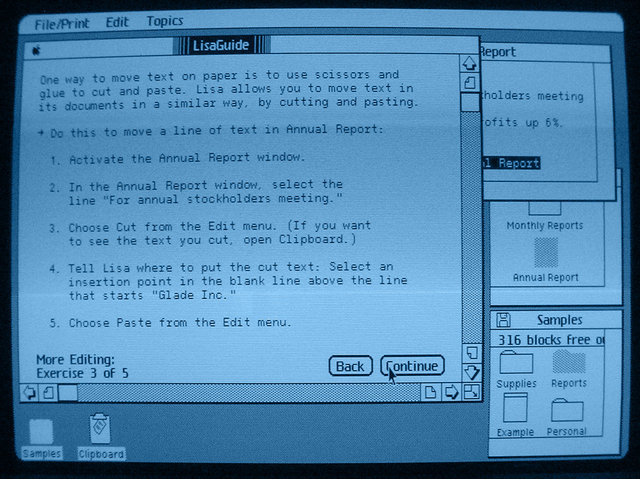 File/Print Edit Topics
LisaGuide
One way to move text on paper is to use scissors and
glue to cut and paste. Lisa allows you to move text in
its documents in a similar way, by cutting and pasting.
Do this to move a line of text in Annual Report:
1. Activate the Annual Report window.
2. In the Annual Report window, select the
line "For annual stockholders meeting."
3. Choose Cut from the Edit menu. (If you want
to see the text you cut, open Clipboard.)
4. Tell Lisa where to put the cut text: Select an
insertion point in the blank line above the line
that starts "Glade Inc."
5. Choose Paste from the Edit menu.
More Editing:
Exercise 3 of 5
Back Continue
Report
holders meeting
ofits up 6%.
l Report
Monthly Reports
Annual Report
Samples
316 blocks free o
Supplies Reports
Example Personal
Samples Clipboard